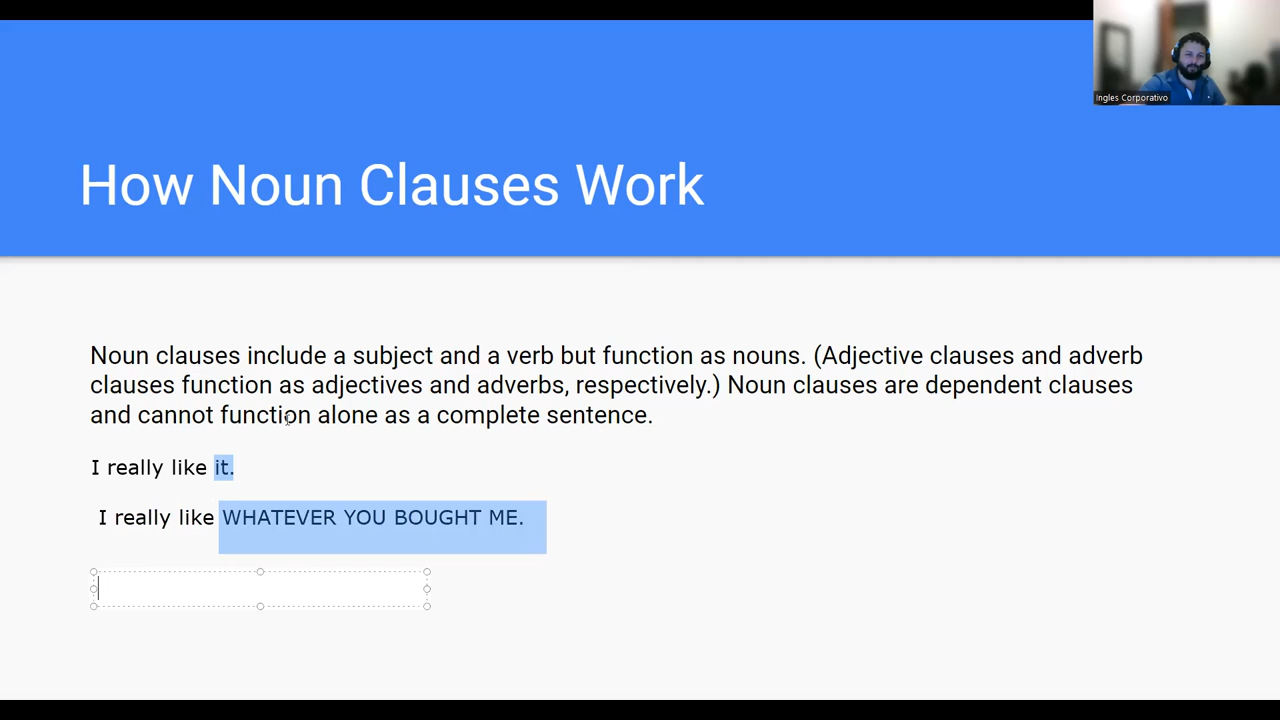 Ingles Corporativo
How Noun Clauses Work
Noun clauses include a subject and a verb but function as nouns. (Adjective clauses and adverb
clauses function as adjectives and adverbs, respectively.) Noun clauses are dependent clauses
and cannot function alone as a complete sentence.
I really like it.
I really like WHATEVER YOU BOUGHT ME.